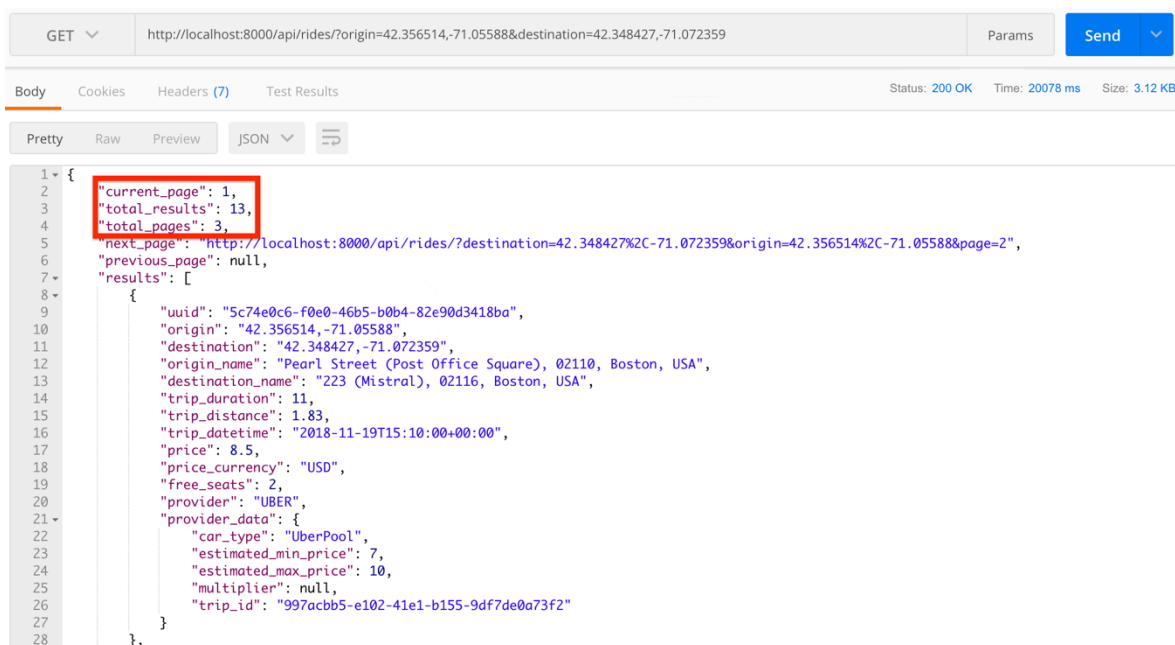 GET http://localhost:8000/api/rides/?origin=42.356514,-71.05588&destination=42.348427,-71.072359 Params Send
Body Cookies Headers (7) Test Results Status: 200 OK Time: 20078 ms Size: 3.12 KB
Pretty Raw Preview JSON
1 {
2 "current_page": 1,
3 "total_results": 13,
4 "total_pages": 3,
5 "next_page": "http://localhost:8000/api/rides/?destination=42.348427%2C-71.072359&origin=42.356514%2C-71.05588&page=2",
6 "previous_page": null,
7 "results": [
8 {
9 "uuid": "5c74e0c6-f0e0-46b5-b0b4-82e90d3418ba",
10 "origin": "42.356514,-71.05588",
11 "destination": "42.348427,-71.072359",
12 "origin_name": "Pearl Street (Post Office Square), 02110, Boston, USA",
13 "destination_name": "223 (Mistral), 02116, Boston, USA",
14 "trip_duration": 11,
15 "trip_distance": 1.83,
16 "trip_datetime": "2018-11-19T15:10:00+00:00",
17 "price": 8.5,
18 "price_currency": "USD",
19 "free_seats": 2,
20 "provider": "UBER",
21 "provider_data": {
22 "car_type": "UberPool",
23 "estimated_min_price": 7,
24 "estimated_max_price": 10,
25 "multiplier": null,
26 "trip_id": "997acbb5-e102-41e1-b155-9df7de0a73f2"
27 }
28 },